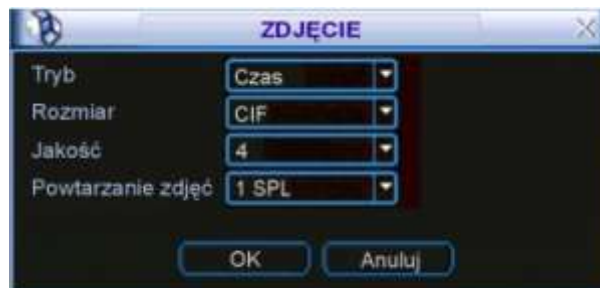 ZDJĘCIE
Tryb Czas
Rozmiar CIF
Jakość 4
Powtarzanie zdjęć 1 SPL
OK Anuluj